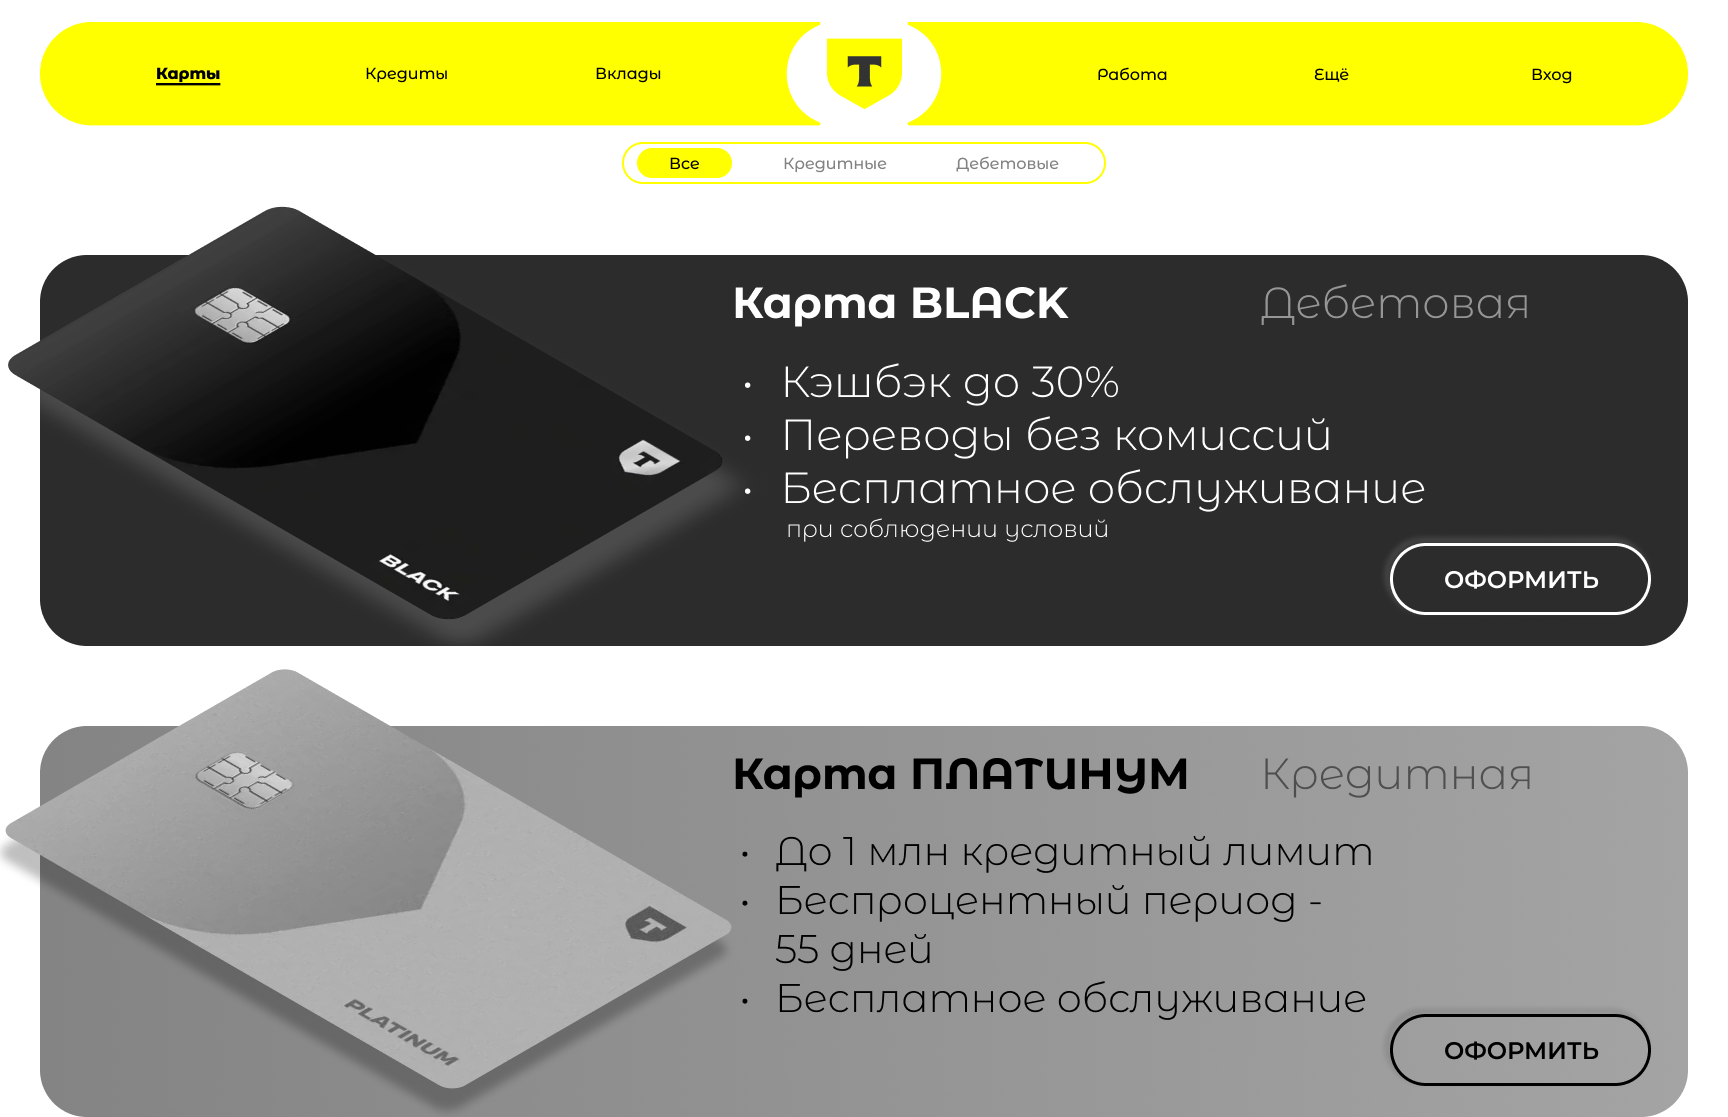 Карты Кредиты Вклады T Работа Ещё Вход
Все Кредитные Дебетовые
Карта BLACK Дебетовая
• Кэшбэк до 30%
• Переводы без комиссий
• Бесплатное обслуживание
при соблюдении условий
ОФОРМИТЬ
T
BLACK
Карта ПЛАТИНУМ Кредитная
• До 1 млн кредитный лимит
• Беспроцентный период -
55 дней
• Бесплатное обслуживание
ОФОРМИТЬ
T
PLATINUM